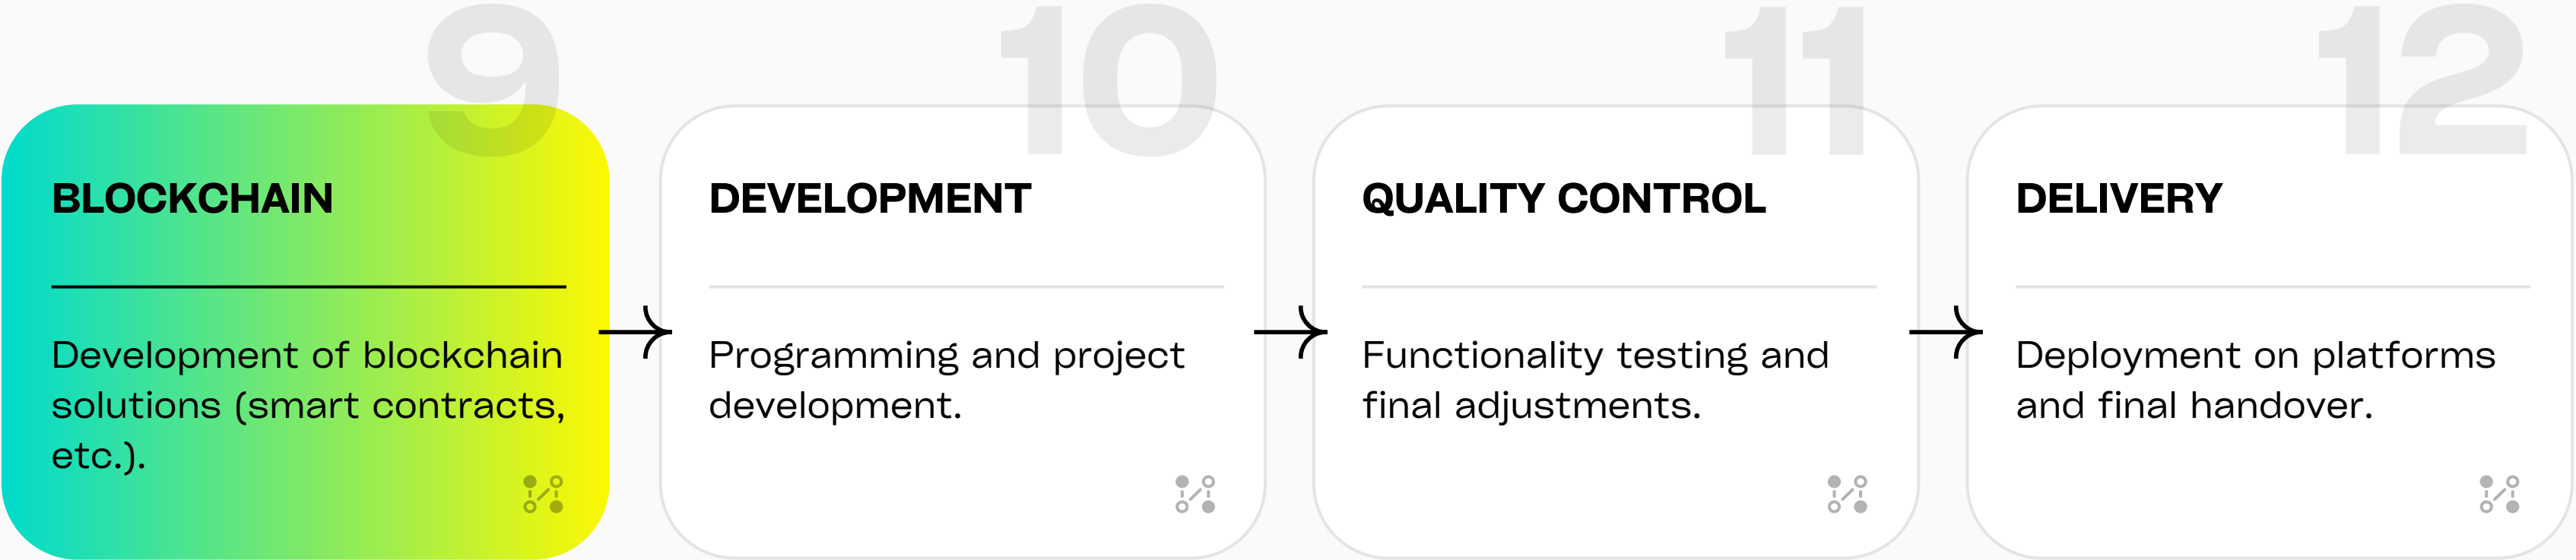 9
BLOCKCHAIN
Development of blockchain
solutions (smart contracts,
etc.).
10
DEVELOPMENT
Programming and project
development.
11
QUALITY CONTROL
Functionality testing and
final adjustments.
12
DELIVERY
Deployment on platforms
and final handover.